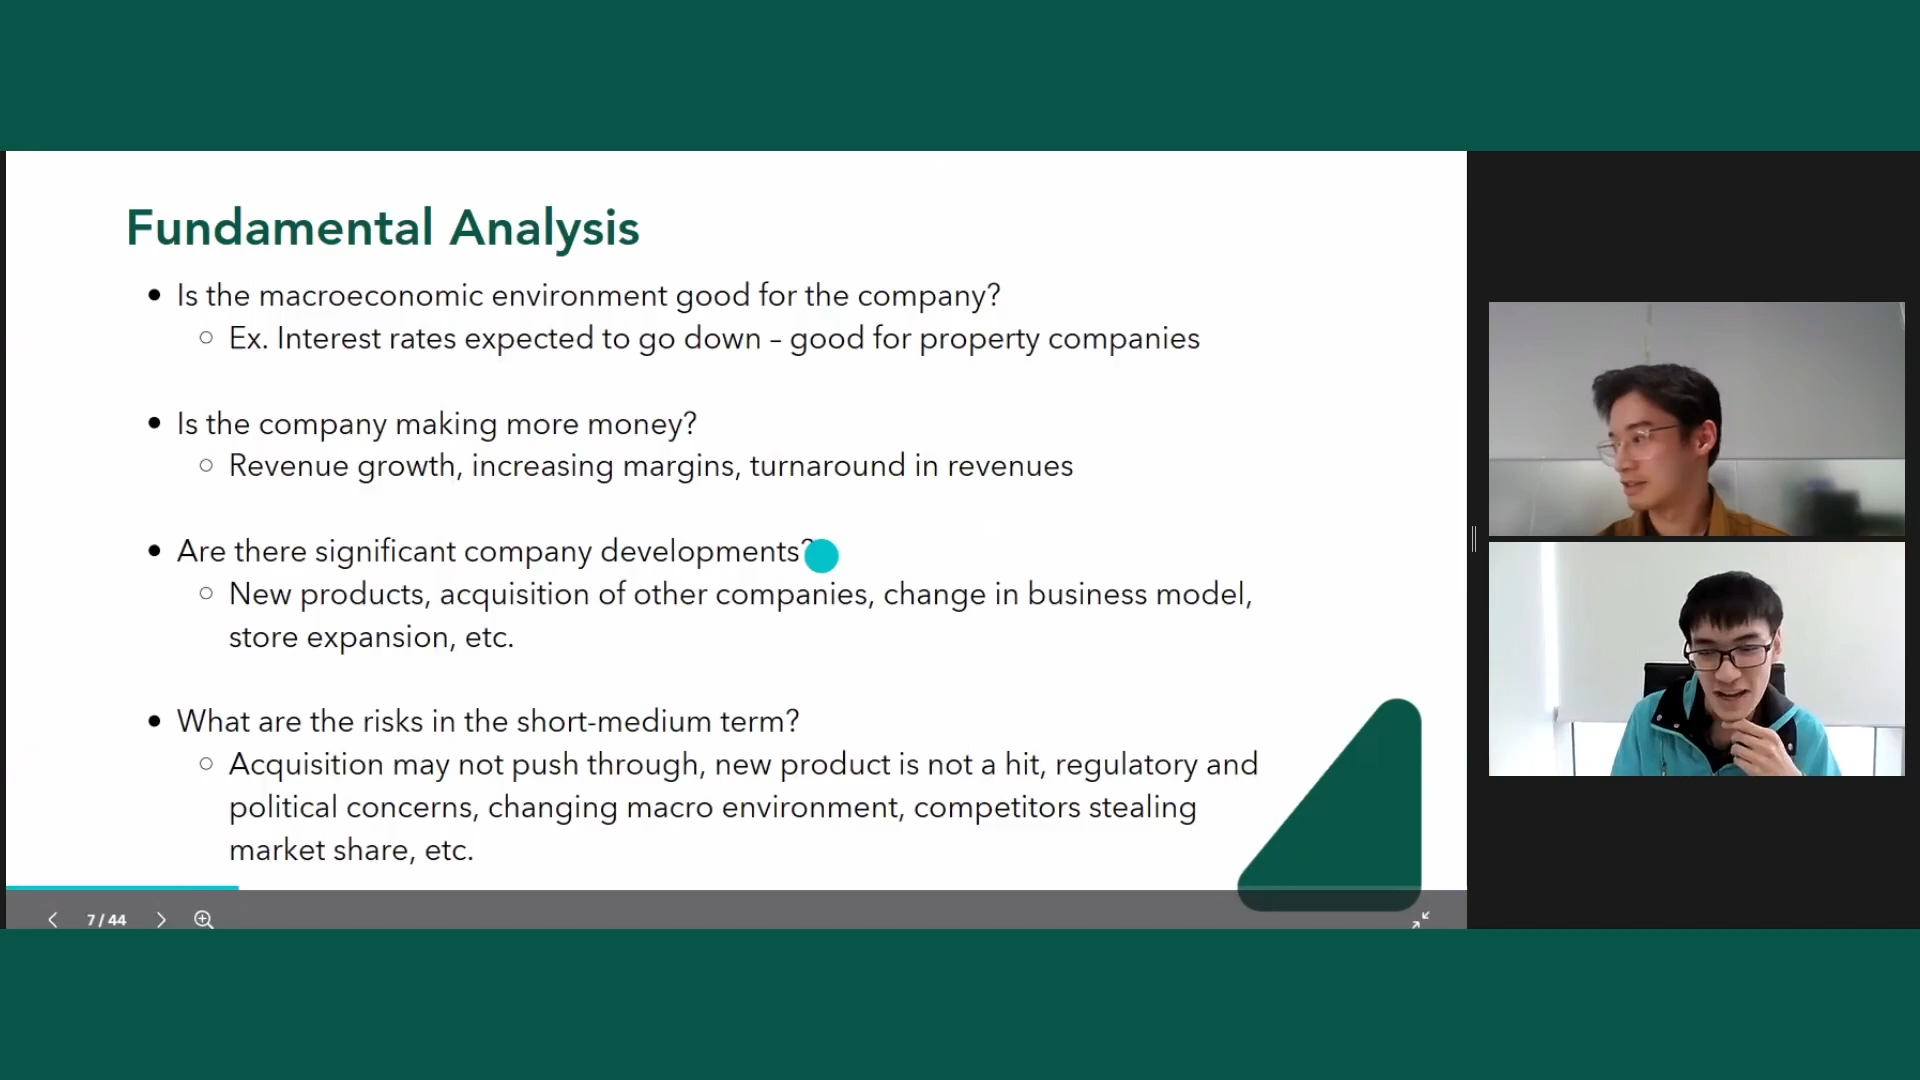 Fundamental Analysis
• Is the macroeconomic environment good for the company?
○ Ex. Interest rates expected to go down – good for property companies
• Is the company making more money?
○ Revenue growth, increasing margins, turnaround in revenues
• Are there significant company developments?
○ New products, acquisition of other companies, change in business model,
store expansion, etc.
• What are the risks in the short-medium term?
○ Acquisition may not push through, new product is not a hit, regulatory and
political concerns, changing macro environment, competitors stealing
market share, etc.
7 / 44